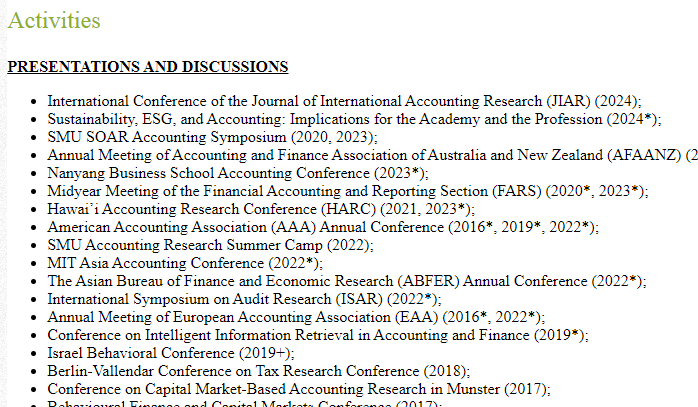 Activities
PRESENTATIONS AND DISCUSSIONS
• International Conference of the Journal of International Accounting Research (JIAR) (2024);
• Sustainability, ESG, and Accounting: Implications for the Academy and the Profession (2024*);
• SMU SOAR Accounting Symposium (2020, 2023);
• Annual Meeting of Accounting and Finance Association of Australia and New Zealand (AFAANZ) (2
• Nanyang Business School Accounting Conference (2023*);
• Midyear Meeting of the Financial Accounting and Reporting Section (FARS) (2020*, 2023*);
• Hawai’i Accounting Research Conference (HARC) (2021, 2023*);
• American Accounting Association (AAA) Annual Conference (2016*, 2019*, 2022*);
• SMU Accounting Research Summer Camp (2022);
• MIT Asia Accounting Conference (2022*);
• The Asian Bureau of Finance and Economic Research (ABFER) Annual Conference (2022*);
• International Symposium on Audit Research (ISAR) (2022*);
• Annual Meeting of European Accounting Association (EAA) (2016*, 2022*);
• Conference on Intelligent Information Retrieval in Accounting and Finance (2019*);
• Israel Behavioral Conference (2019+);
• Berlin-Vallendar Conference on Tax Research Conference (2018);
• Conference on Capital Market-Based Accounting Research in Munster (2017);
• Behavioural Finance and Capital Markets Conference (2017);